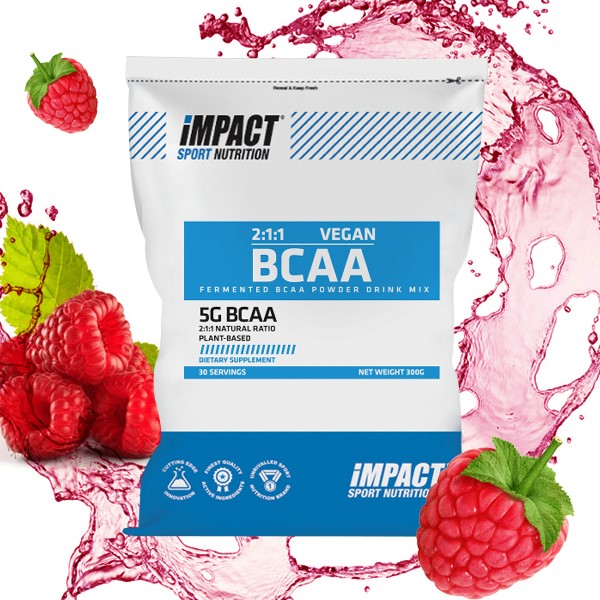 Reseal & Keep Fresh
iMPACT®
SPORT NUTRITION
2:1:1 VEGAN
BCAA
FERMENTED BCAA POWDER DRINK MIX
5G BCAA
2:1:1 NATURAL RATIO
PLANT-BASED
DIETARY SUPPLEMENT
30 SERVINGS NET WEIGHT 300G
CUTTING EDGE
INNOVATION
FINEST QUALITY
ACTIVE INGREDIENTS
UNRIVALLED SPORT
NUTRITION BRAND
1
iMPACT
SPORT NUTRITION